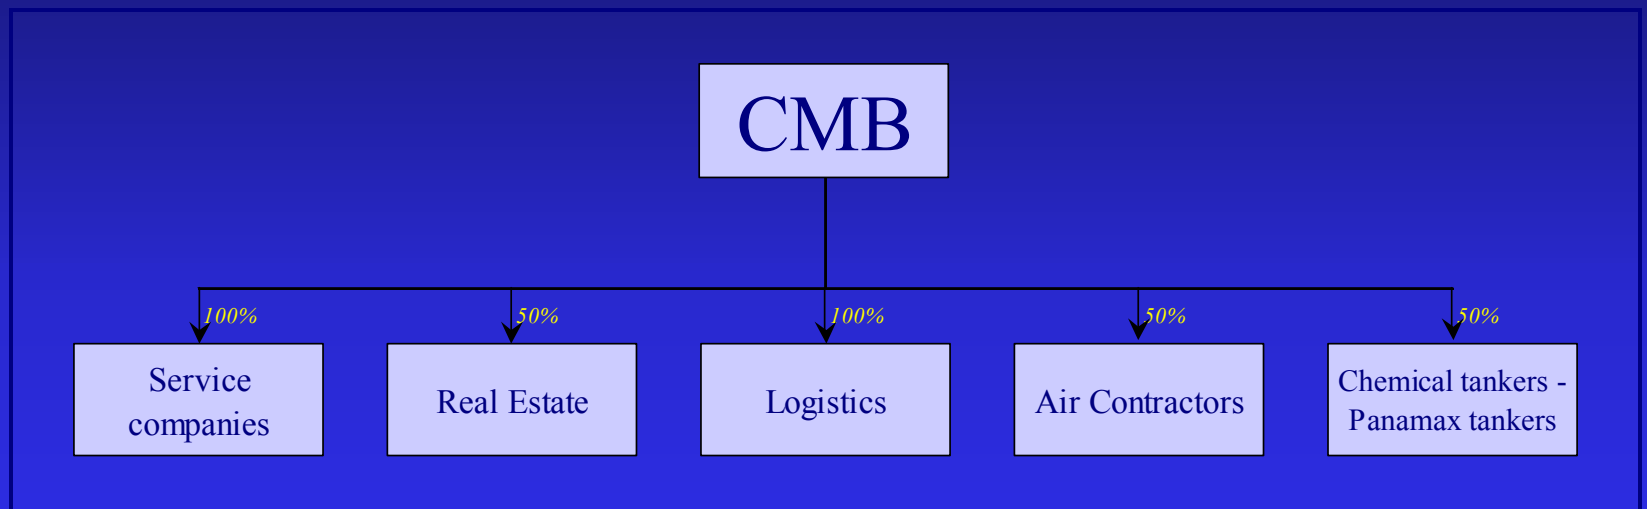 CMB
100%
50%
100%
50%
50%
Service
companies
Real Estate
Logistics
Air Contractors
Chemical tankers -
Panamax tankers